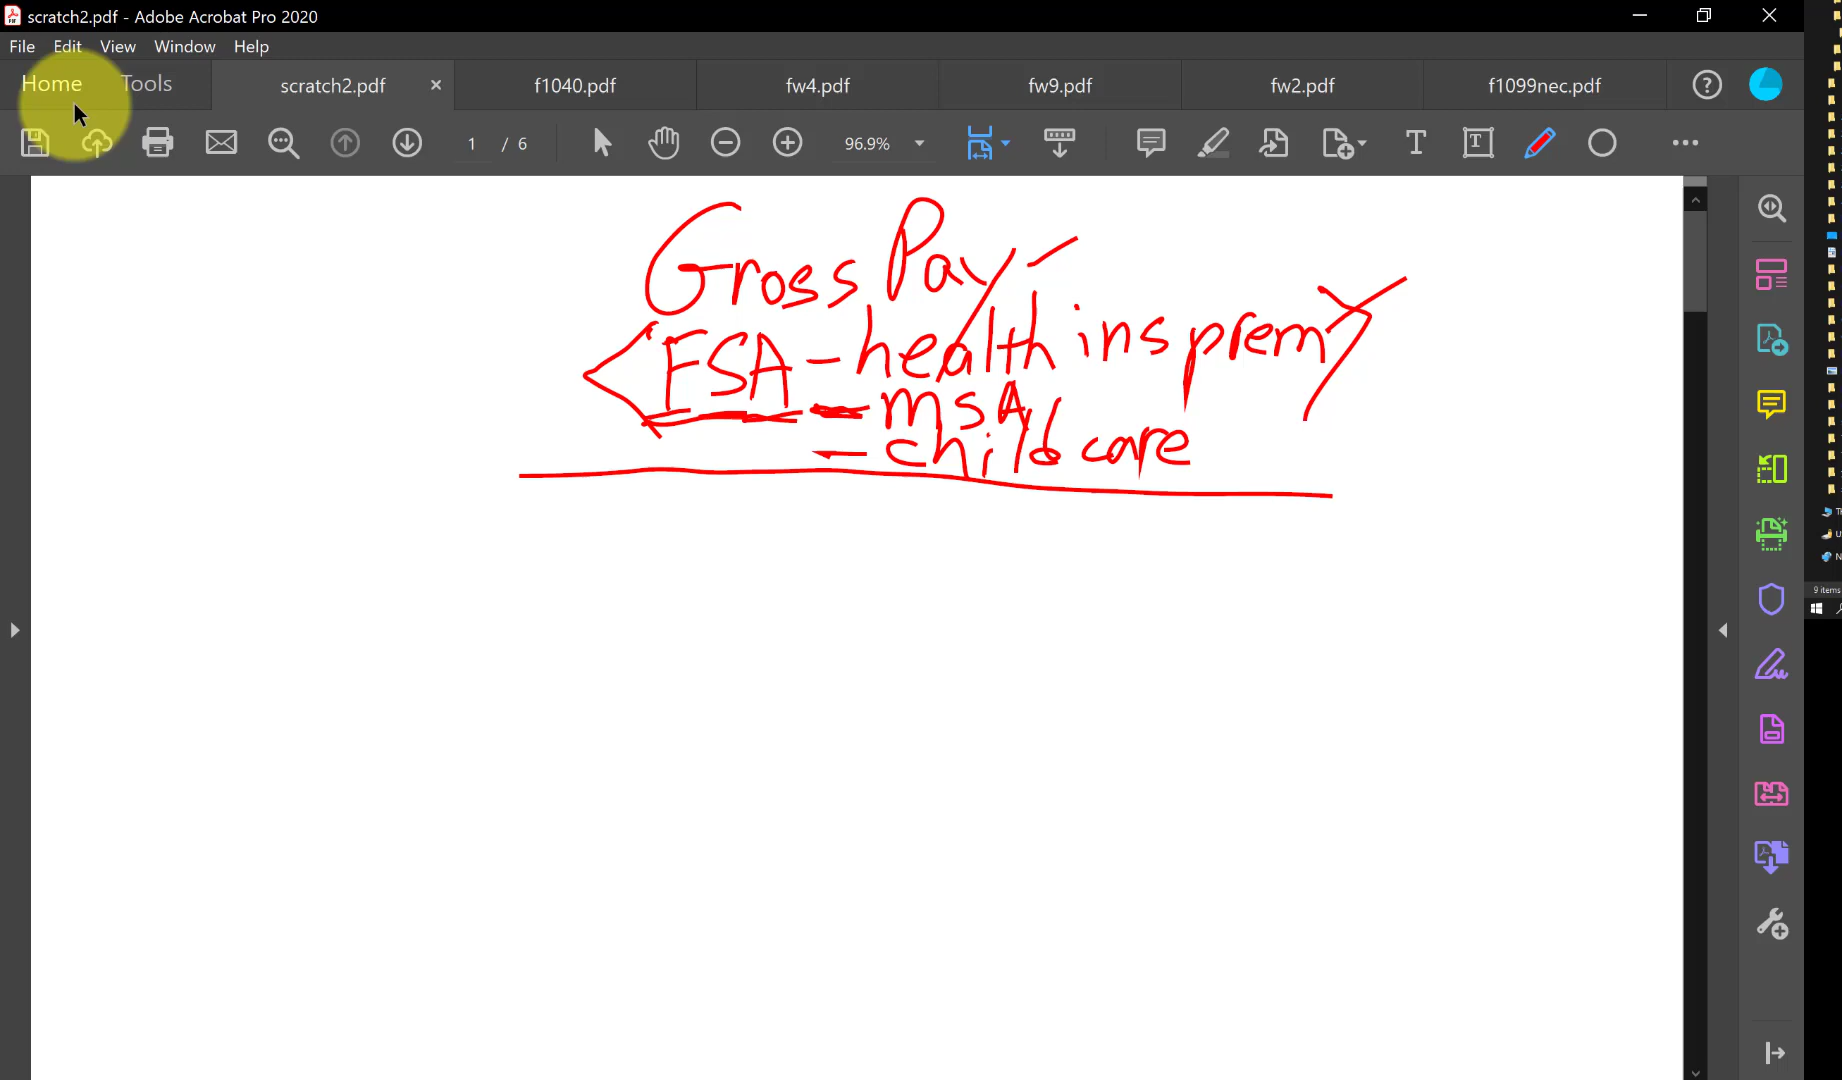 scratch2.pdf - Adobe Acrobat Pro 2020
File Edit View Window Help
Home Tools scratch2.pdf × f1040.pdf fw4.pdf fw9.pdf fw2.pdf f1099nec.pdf
1 / 6 96.9%
Gross Pay -
<FSA - health ins prem>
- msA
- child care
9 items